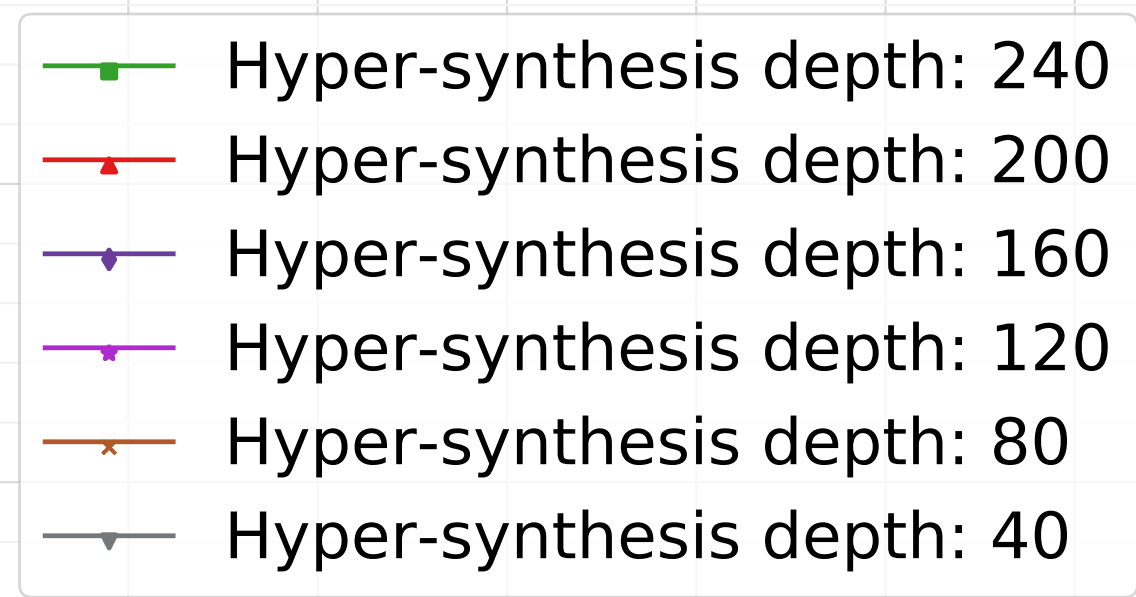 Hyper-synthesis depth: 240
Hyper-synthesis depth: 200
Hyper-synthesis depth: 160
Hyper-synthesis depth: 120
Hyper-synthesis depth: 80
Hyper-synthesis depth: 40